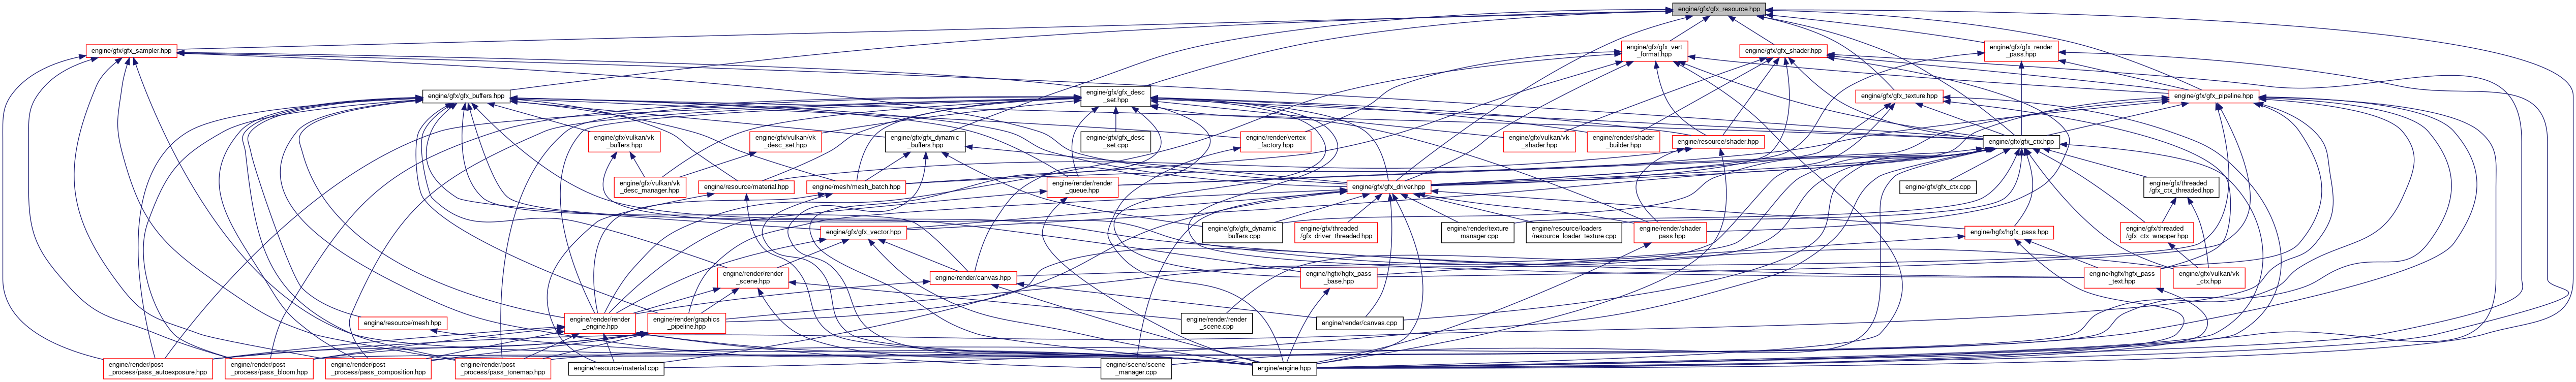 engine/gfx/gfx_resource.hpp
engine/gfx/gfx_sampler.hpp
engine/gfx/gfx_vert
_format.hpp
engine/gfx/gfx_shader.hpp
engine/gfx/gfx_render
_pass.hpp
engine/gfx/gfx_buffers.hpp
engine/gfx/gfx_desc
_set.hpp
engine/gfx/gfx_texture.hpp
engine/gfx/gfx_pipeline.hpp
engine/gfx/vulkan/vk
_buffers.hpp
engine/gfx/vulkan/vk
_desc_set.hpp
engine/gfx/gfx_dynamic
_buffers.hpp
engine/gfx/gfx_desc
_set.cpp
engine/render/vertex
_factory.hpp
engine/gfx/vulkan/vk
_shader.hpp
engine/render/shader
_builder.hpp
engine/resource/shader.hpp
engine/gfx/gfx_ctx.hpp
engine/gfx/vulkan/vk
_desc_manager.hpp
engine/resource/material.hpp
engine/mesh/mesh_batch.hpp
engine/render/render
_queue.hpp
engine/gfx/gfx_driver.hpp
engine/gfx/gfx_ctx.cpp
engine/gfx/threaded
/gfx_ctx_threaded.hpp
engine/gfx/gfx_vector.hpp
engine/gfx/gfx_dynamic
_buffers.cpp
engine/gfx/threaded
/gfx_driver_threaded.hpp
engine/render/texture
_manager.cpp
engine/resource/loaders
/resource_loader_texture.cpp
engine/render/shader
_pass.hpp
engine/hgfx/hgfx_pass.hpp
engine/gfx/threaded
/gfx_ctx_wrapper.hpp
engine/render/render
_scene.hpp
engine/render/canvas.hpp
engine/hgfx/hgfx_pass
_base.hpp
engine/hgfx/hgfx_pass
_text.hpp
engine/gfx/vulkan/vk
_ctx.hpp
engine/resource/mesh.hpp
engine/render/render
_engine.hpp
engine/render/graphics
_pipeline.hpp
engine/render/render
_scene.cpp
engine/render/canvas.cpp
engine/render/post
_process/pass_autoexposure.hpp
engine/render/post
_process/pass_bloom.hpp
engine/render/post
_process/pass_composition.hpp
engine/render/post
_process/pass_tonemap.hpp
engine/resource/material.cpp
engine/scene/scene
_manager.cpp
engine/engine.hpp